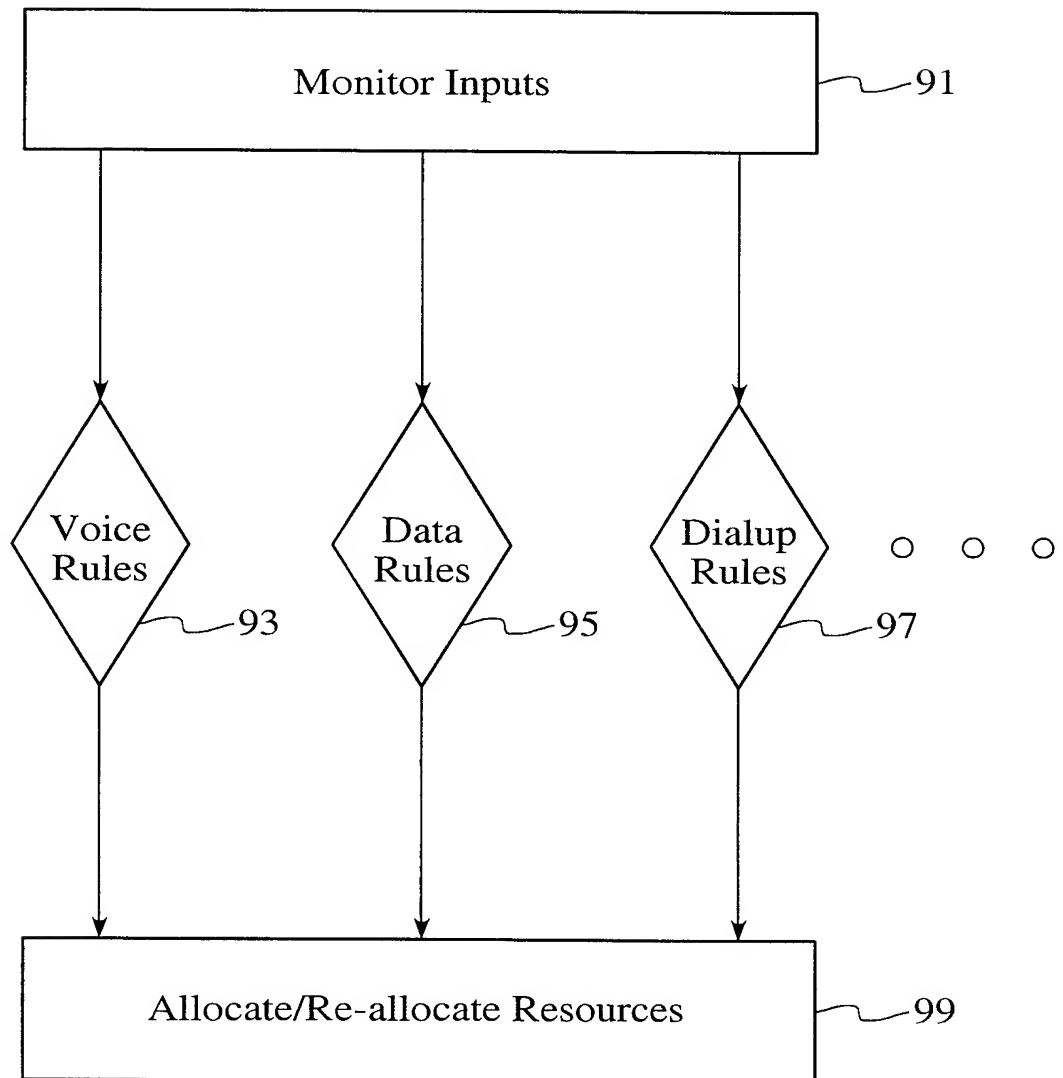 Monitor Inputs
91
Voice
Rules
93
Data
Rules
95
Dialup
Rules
97
Allocate/Re-allocate Resources
99